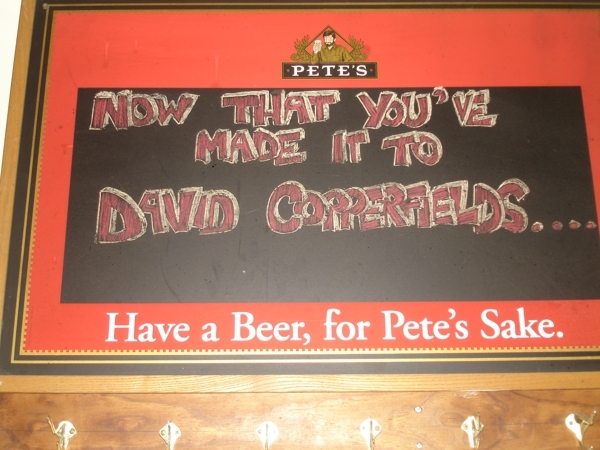 PETE'S
NOW THAT YOU'VE
MADE IT TO
DAVID COPPERFIELDS.....
Have a Beer, for Pete's Sake.